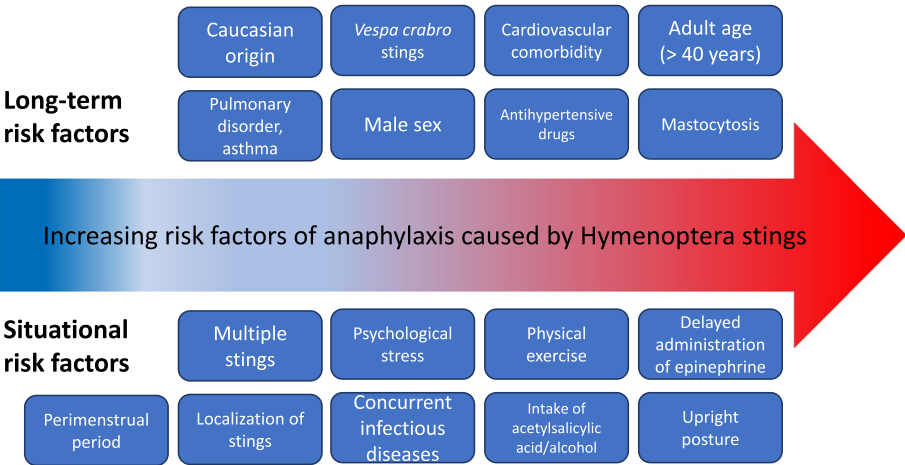 Caucasian
origin
Vespa crabro
stings
Cardiovascular
comorbidity
Adult age
(> 40 years)
Long-term
risk factors
Pulmonary
disorder,
asthma
Male sex
Antihypertensive
drugs
Mastocytosis
Increasing risk factors of anaphylaxis caused by Hymenoptera stings
Situational
risk factors
Multiple
stings
Psychological
stress
Physical
exercise
Delayed
administration
of epinephrine
Perimenstrual
period
Localization of
stings
Concurrent
infectious
diseases
Intake of
acetylsalicylic
acid/alcohol
Upright
posture